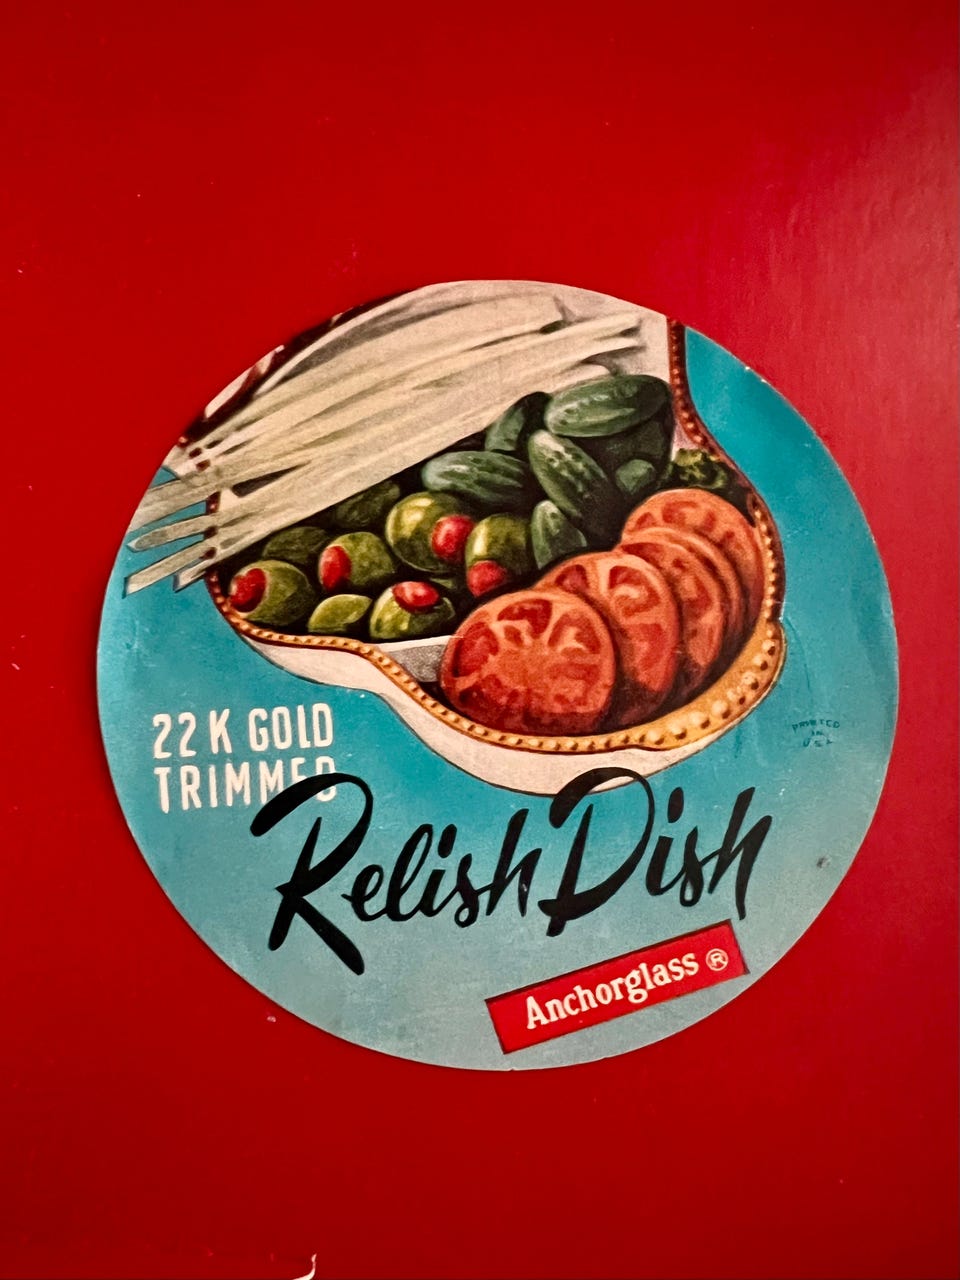 22 K GOLD
TRIMMED
Relish Dish
Anchorglass ®
PRINTED
IN
U S A